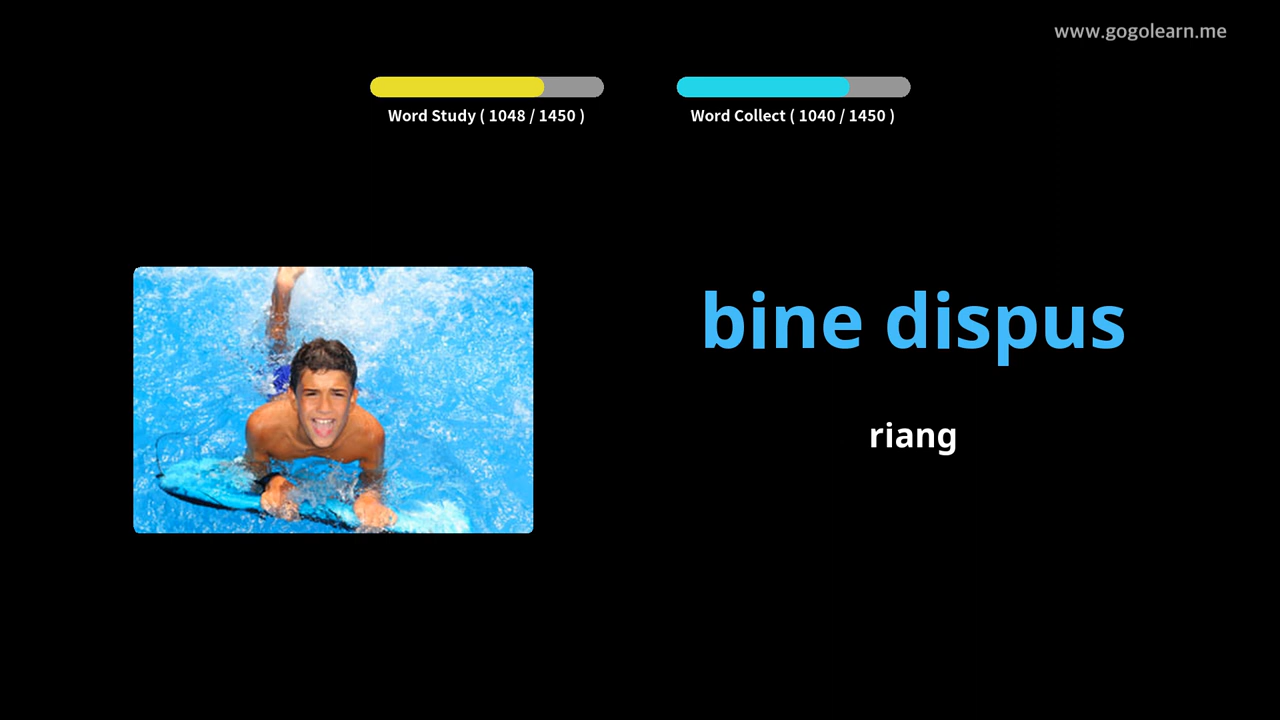 www.gogolearn.me
Word Study ( 1048 / 1450 )
Word Collect ( 1040 / 1450 )
bine dispus
riang